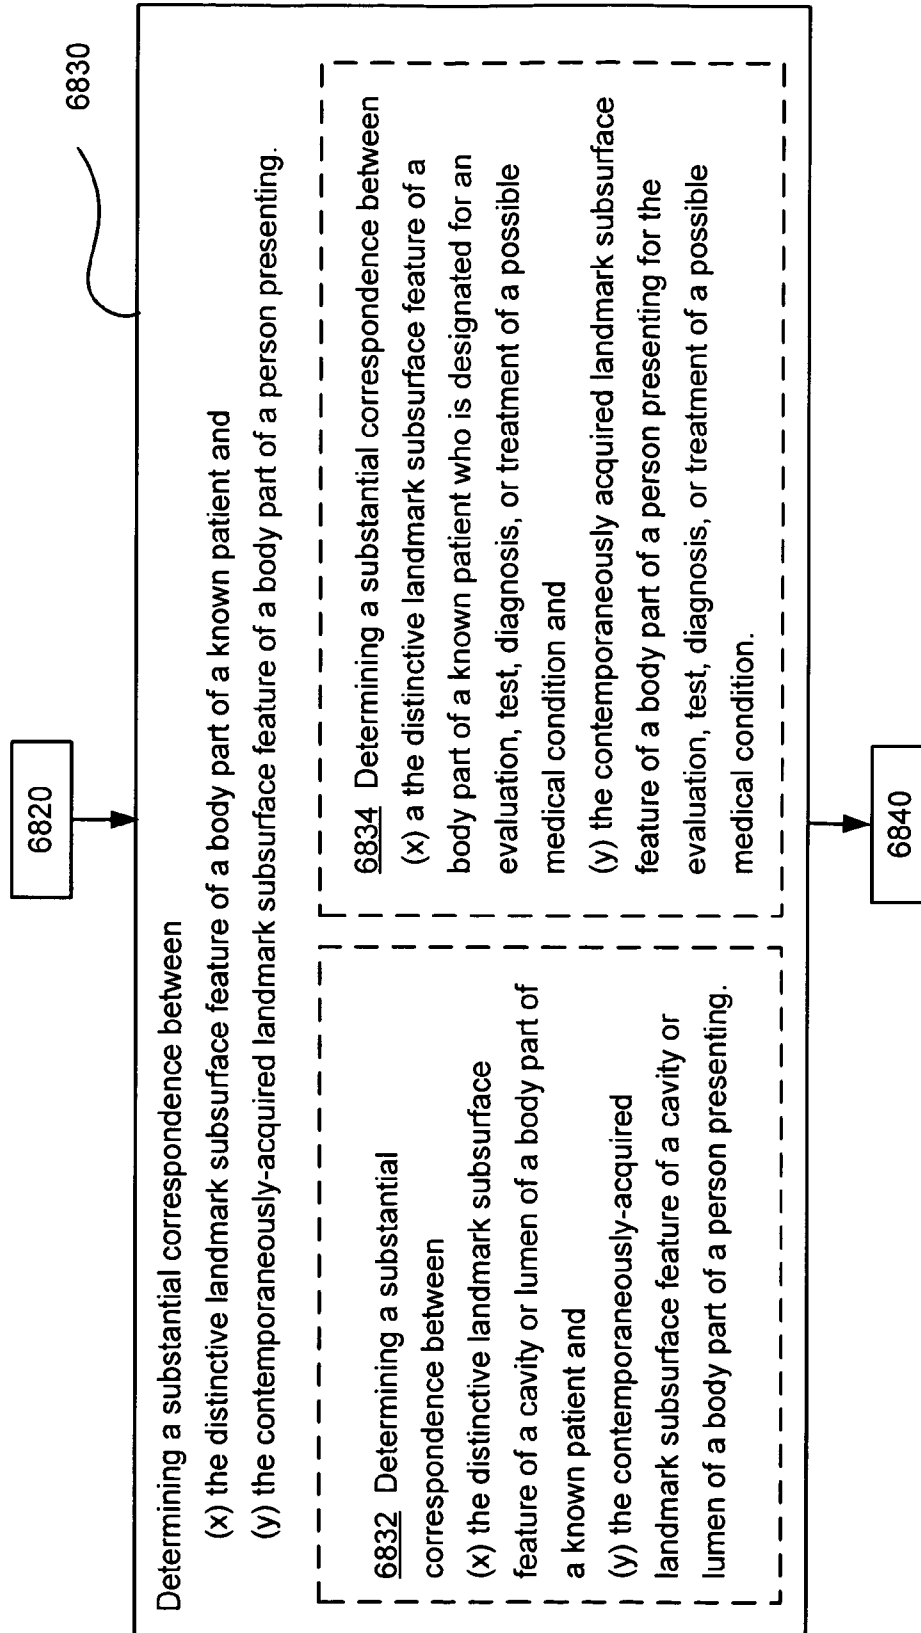 6820
6830
Determining a substantial correspondence between
(x) the distinctive landmark subsurface feature of a body part of a known patient and
(y) the contemporaneously-acquired landmark subsurface feature of a body part of a person presenting.
6832 Determining a substantial
correspondence between
(x) the distinctive landmark subsurface
feature of a cavity or lumen of a body part of
a known patient and
(y) the contemporaneously-acquired
landmark subsurface feature of a cavity or
lumen of a body part of a person presenting.
6834 Determining a substantial correspondence between
(x) a the distinctive landmark subsurface feature of a
body part of a known patient who is designated for an
evaluation, test, diagnosis, or treatment of a possible
medical condition and
(y) the contemporaneously acquired landmark subsurface
feature of a body part of a person presenting for the
evaluation, test, diagnosis, or treatment of a possible
medical condition.
6840